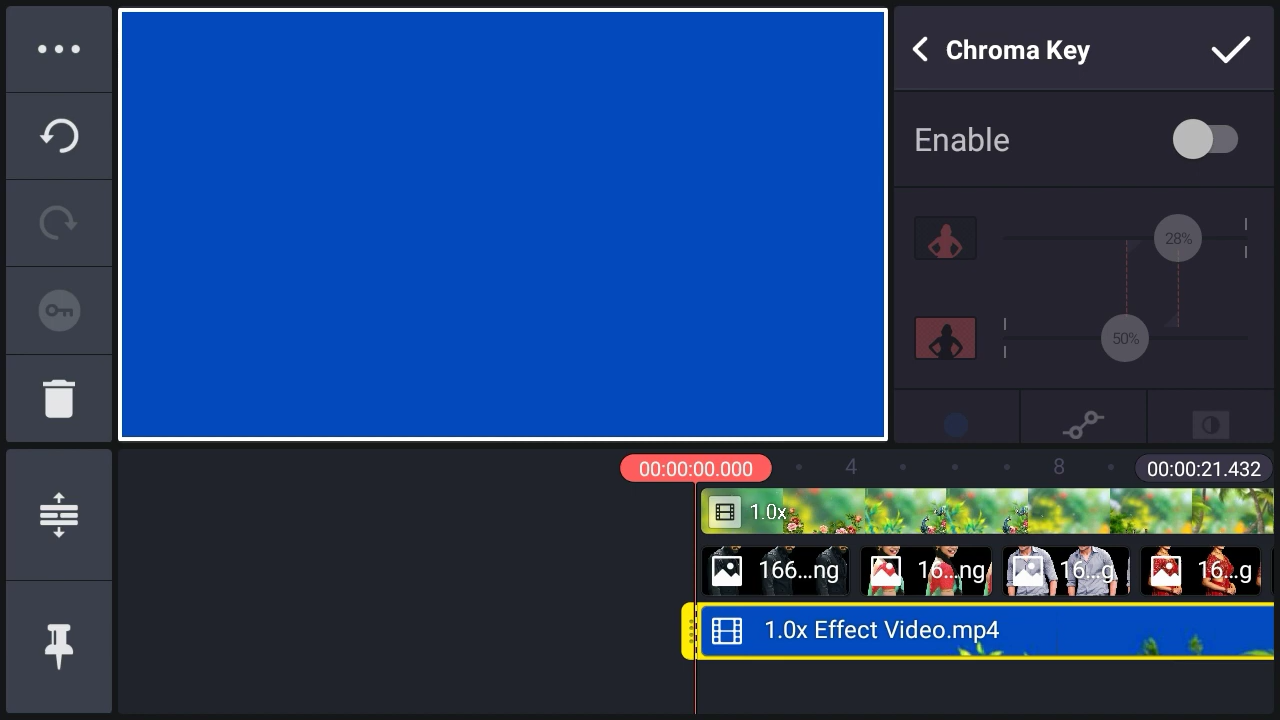 Chroma Key
Enable
28%
50%
00:00:00.000
4
8
00:00:21.432
1.0x
166...ng
16...ng
16...g
16...g
1.0x Effect Video.mp4